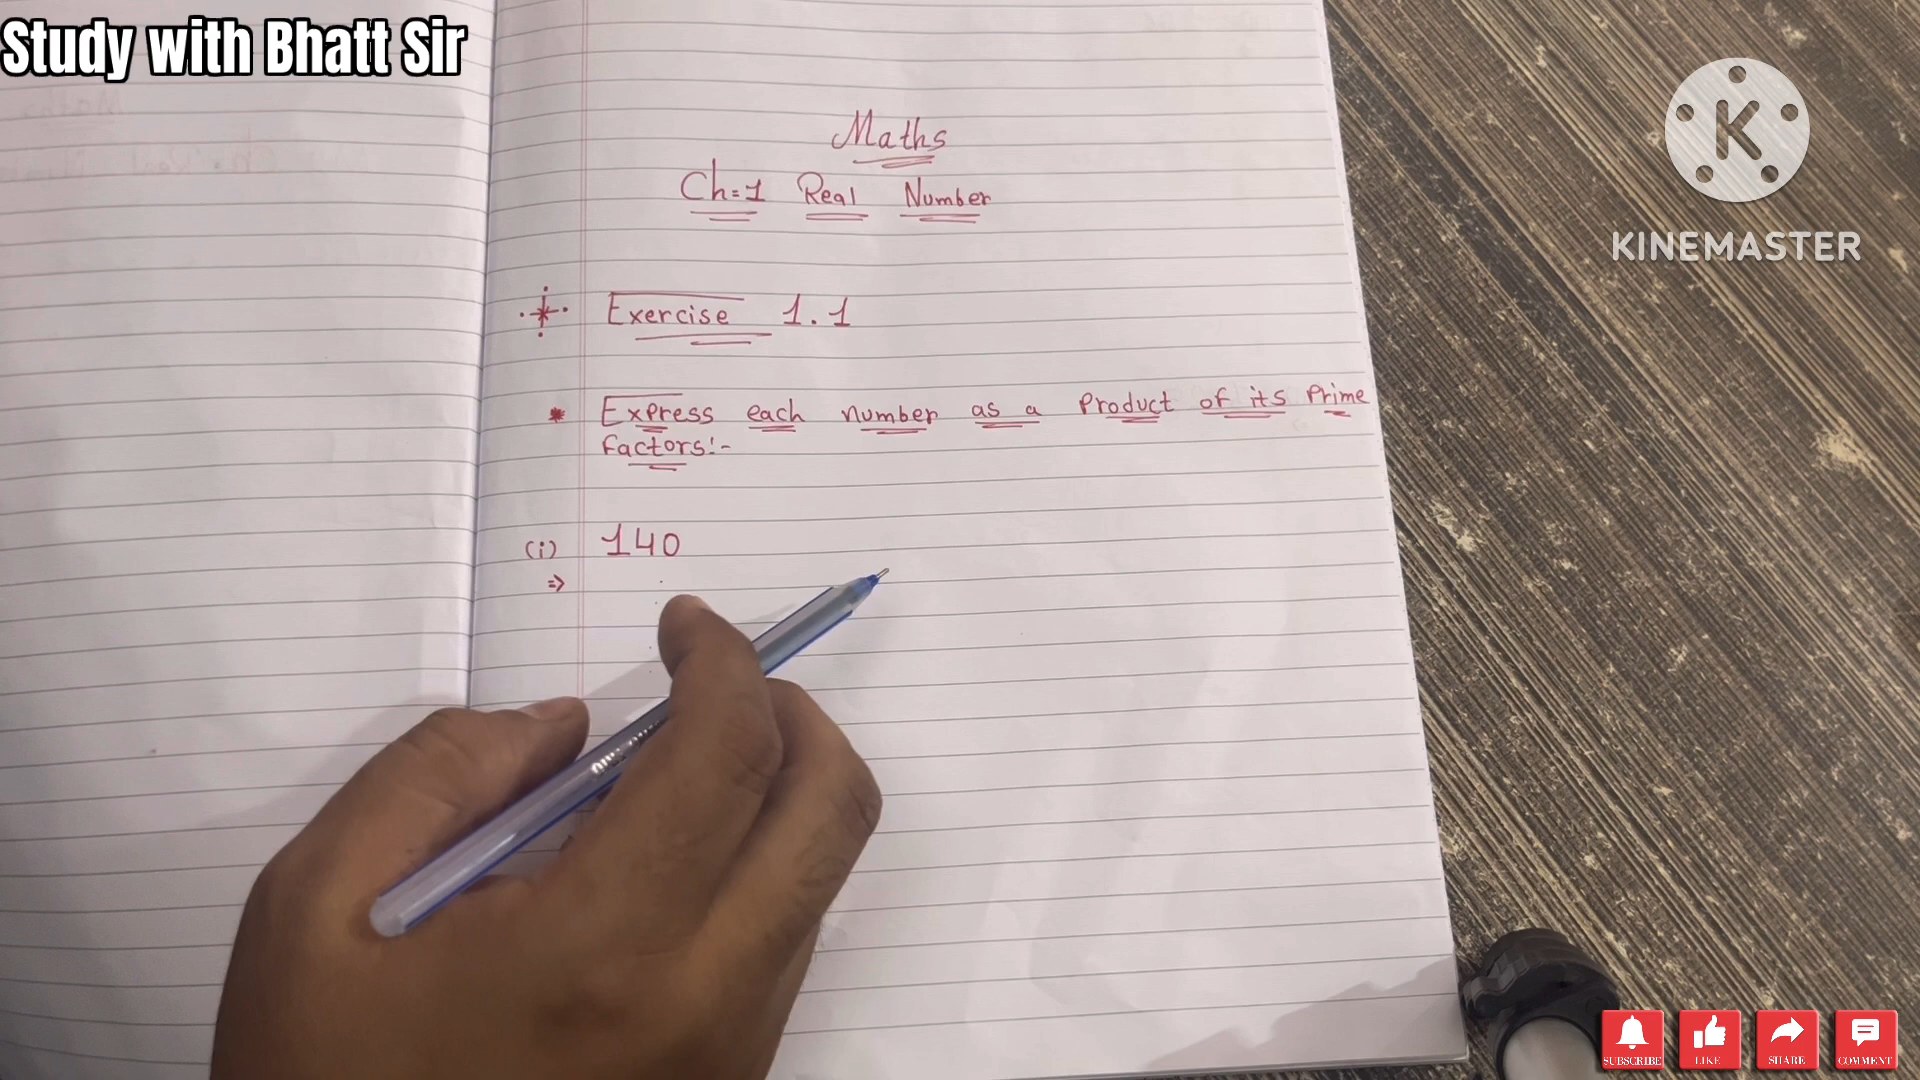 Study with Bhatt Sir
K
KINEMASTER
Maths
Ch=1 Real Number
Exercise 1.1
* Express each number as a Product of its Prime
Factors:-
(i) 140
⇒
SUBSCRIBE
LIKE
SHARE
COMMENT